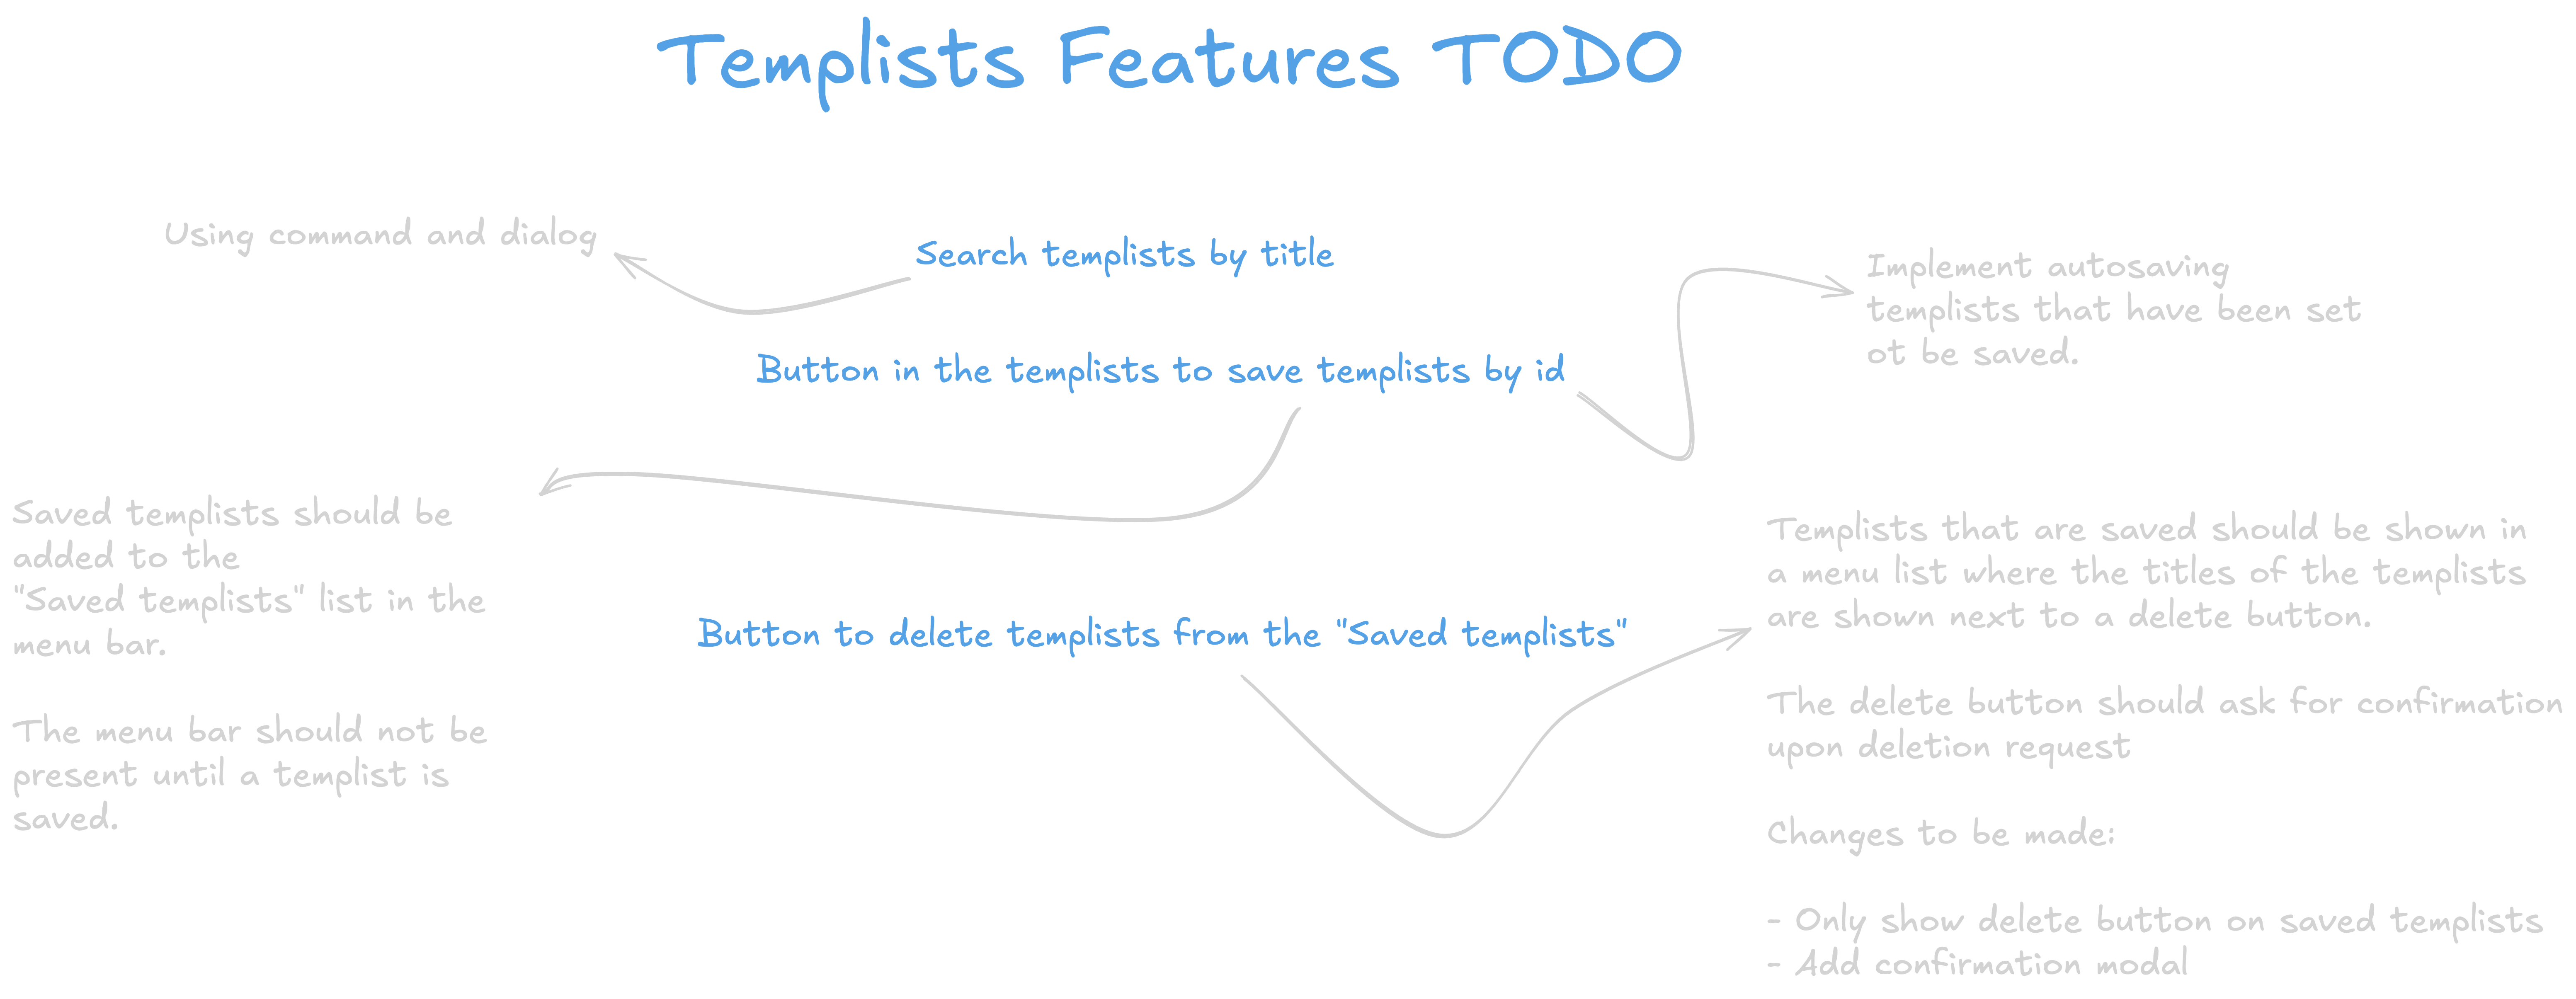 Templists Features TODO
Using command and dialog
Search templists by title
Implement autosaving
templists that have been set
ot be saved.
Button in the templists to save templists by id
Saved templists should be
added to the
"Saved templists" list in the
menu bar.
The menu bar should not be
present until a templist is
saved.
Button to delete templists from the "Saved templists"
Templists that are saved should be shown in
a menu list where the titles of the templists
are shown next to a delete button.
The delete button should ask for confirmation
upon deletion request
Changes to be made:
- Only show delete button on saved templists
- Add confirmation modal